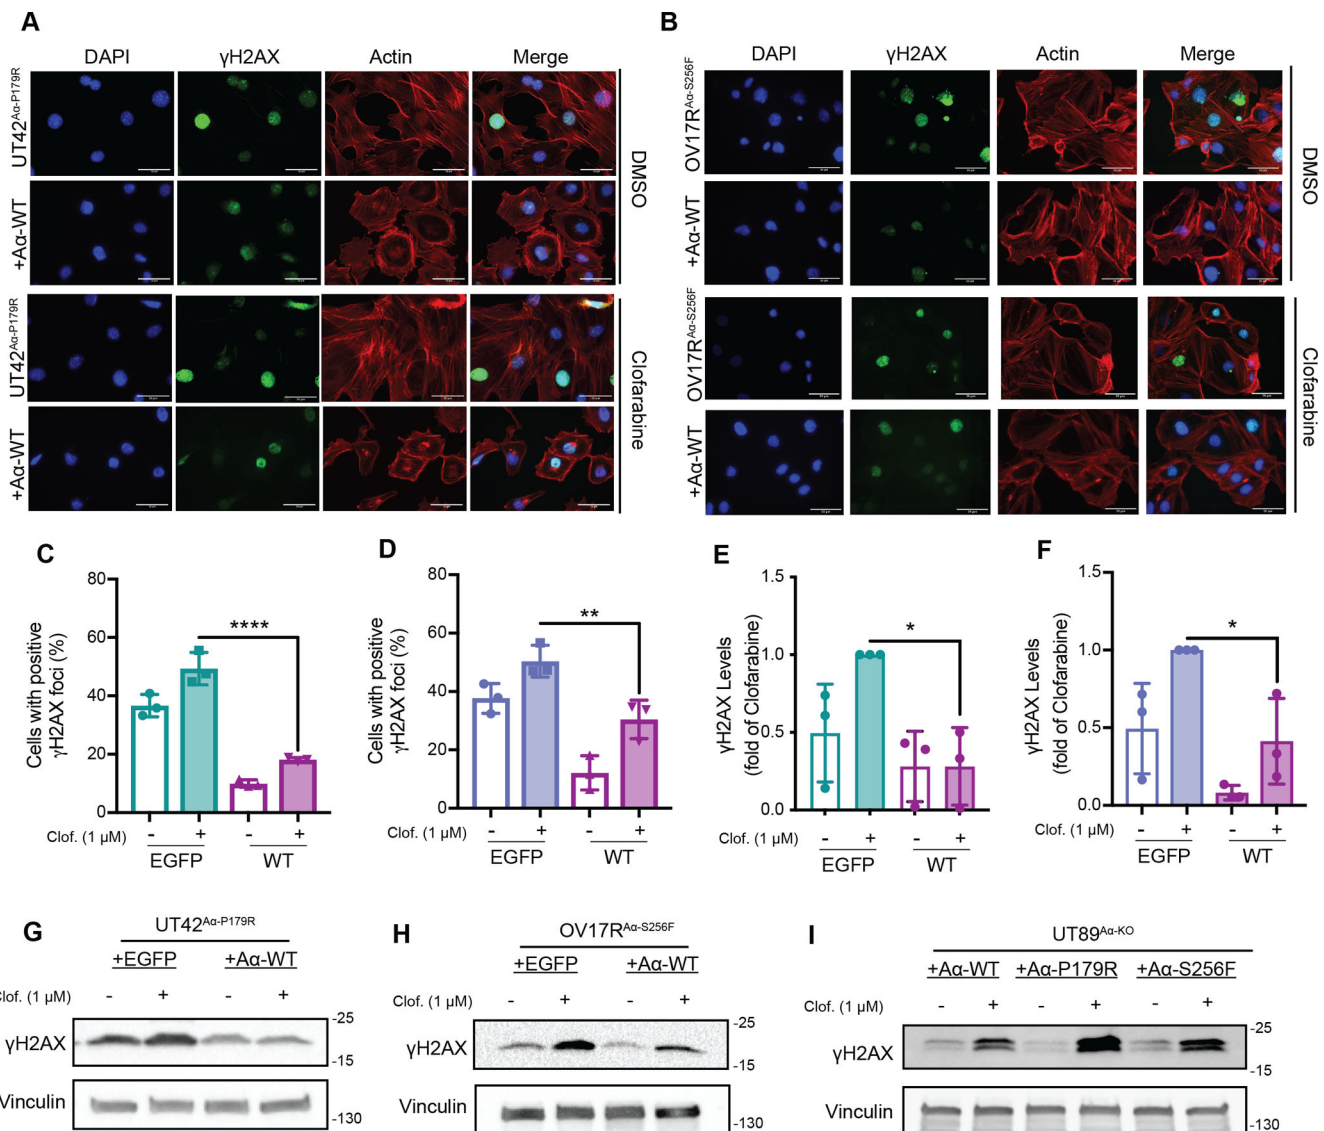 A
DAPI γH2AX Actin Merge
UT42Aα-P179R
+Aα-WT
UT42Aα-P179R
+Aα-WT
DMSO
Clofarabine
B
DAPI γH2AX Actin Merge
OV17RAα-S256F
+Aα-WT
OV17RAα-S256F
+Aα-WT
DMSO
Clofarabine
C
Cells with positive
γH2AX foci (%)
80
60
40
20
0
****
Clof. (1 μM) - + - +
EGFP WT
D
Cells with positive
γH2AX foci (%)
80
60
40
20
0
**
Clof. (1 μM) - + - +
EGFP WT
E
γH2AX Levels
(fold of Clofarabine)
1.5
1.0
0.5
0.0
*
Clof. (1 μM) - + - +
EGFP WT
F
γH2AX Levels
(fold of Clofarabine)
1.5
1.0
0.5
0.0
*
Clof. (1 μM) - + - +
EGFP WT
G
UT42Aα-P179R
+EGFP +Aα-WT
Clof. (1 μM) - + - +
γH2AX
-25
-15
Vinculin
-130
H
OV17RAα-S256F
+EGFP +Aα-WT
Clof. (1 μM) - + - +
γH2AX
-25
-15
Vinculin
-130
I
UT89Aα-KO
+Aα-WT +Aα-P179R +Aα-S256F
Clof. (1 μM) - + - + - +
γH2AX
-25
-15
Vinculin
-130